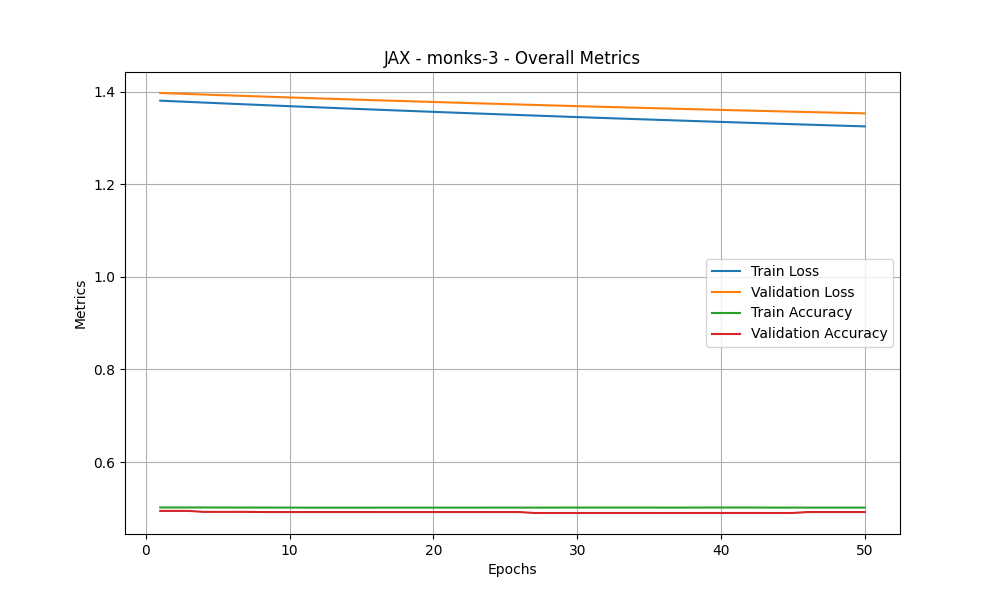 JAX - monks-3 - Overall Metrics
1.4
1.2
1.0
0.8
0.6
Metrics
Train Loss
Validation Loss
Train Accuracy
Validation Accuracy
0 10 20 30 40 50
Epochs